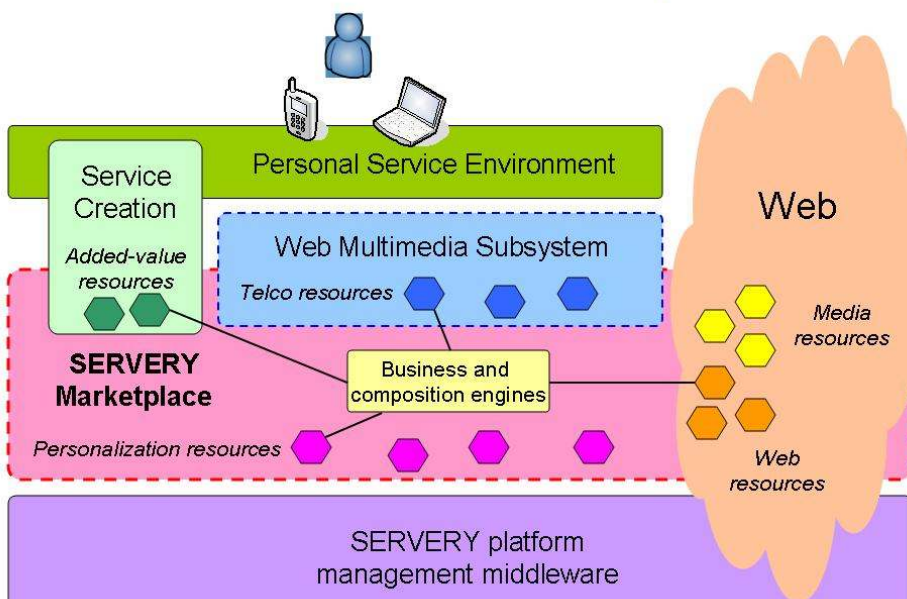 Personal Service Environment
Service
Creation
Web
Web Multimedia Subsystem
Added-value
resources
Telco resources
Media
resources
SERVERY
Marketplace
Business and
composition engines
Personalization resources
Web
resources
SERVERY platform
management middleware